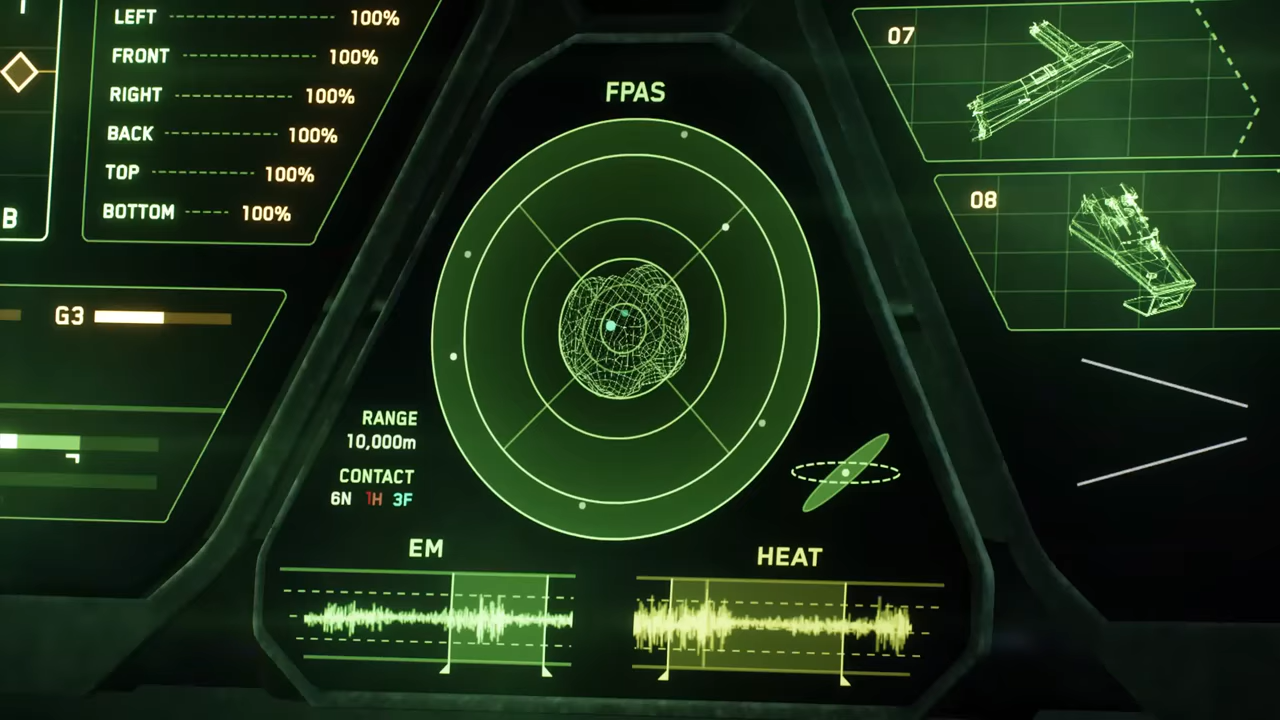 LEFT 100%
FRONT 100%
RIGHT 100%
BACK 100%
TOP 100%
BOTTOM 100%
B
G3
FPAS
RANGE
10,000m
CONTACT
6N 1H 3F
EM
HEAT
07
08